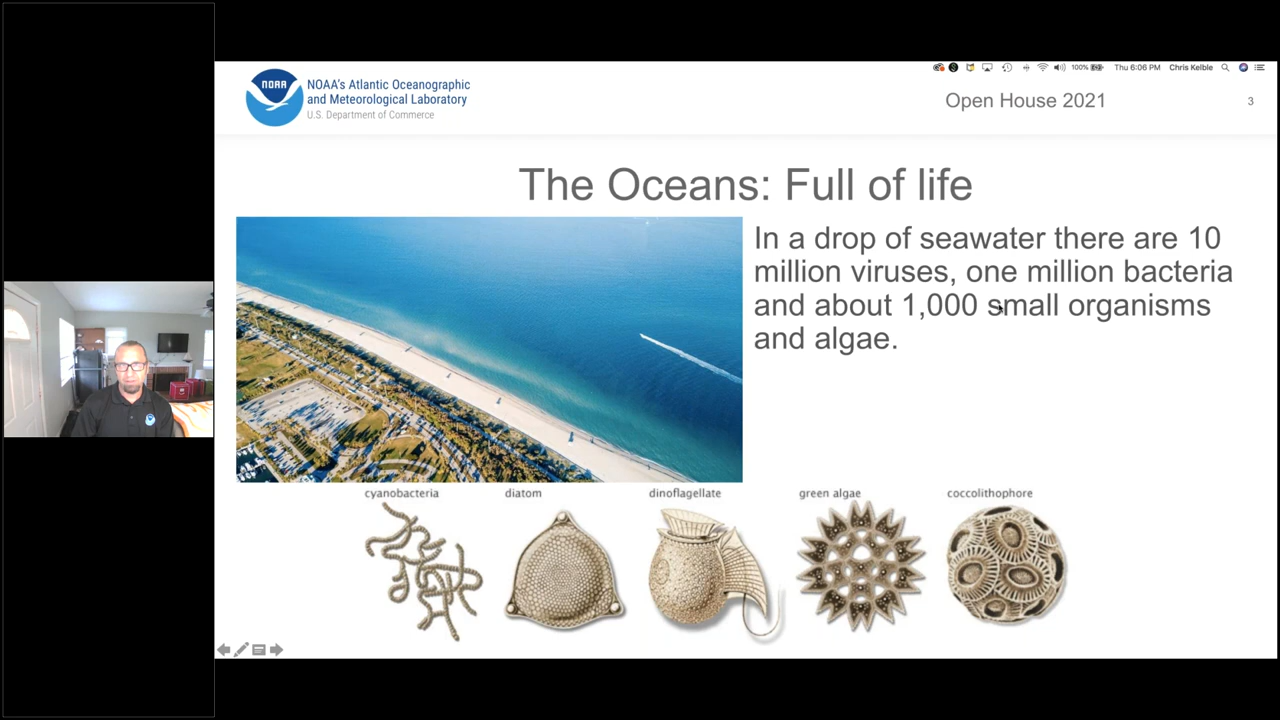 100% Thu 6:06 PM Chris Kelble
NOAA
NOAA's Atlantic Oceanographic
and Meteorological Laboratory
U.S. Department of Commerce
Open House 2021
3
The Oceans: Full of life
In a drop of seawater there are 10
million viruses, one million bacteria
and about 1,000 small organisms
and algae.
cyanobacteria
diatom
dinoflagellate
green algae
coccolithophore